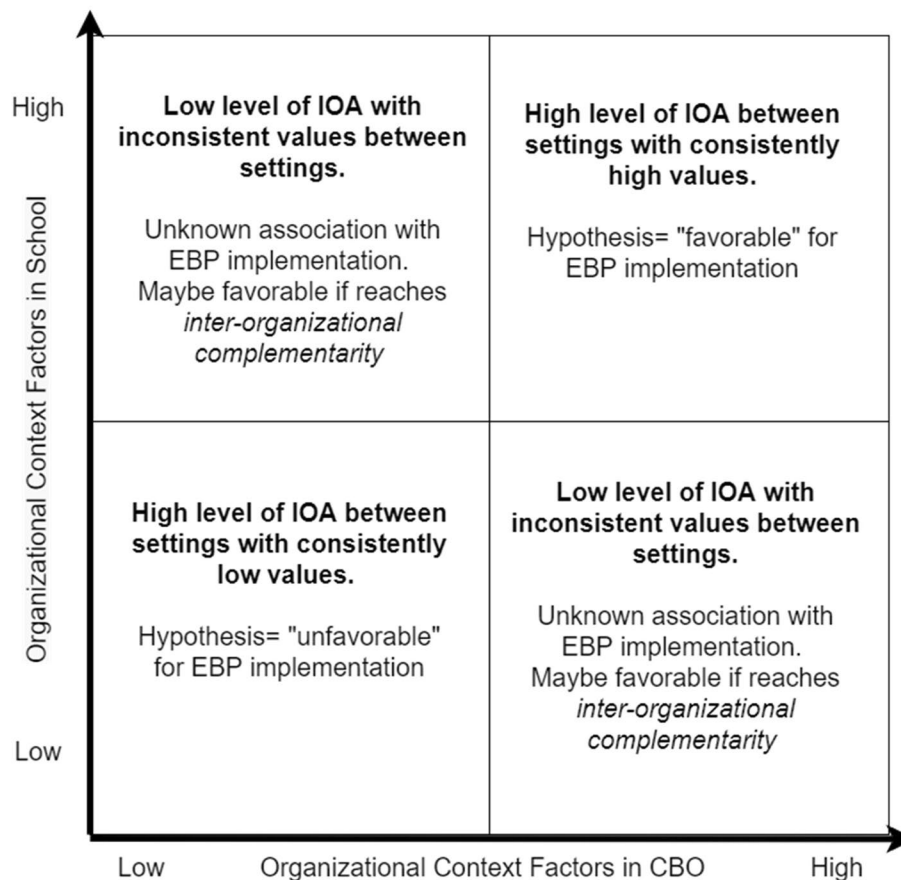 High
Organizational Context Factors in School
Low
Low level of IOA with
inconsistent values between
settings.
Unknown association with
EBP implementation.
Maybe favorable if reaches
inter-organizational
complementarity
High level of IOA between
settings with consistently
high values.
Hypothesis= "favorable" for
EBP implementation
High level of IOA between
settings with consistently
low values.
Hypothesis= "unfavorable"
for EBP implementation
Low level of IOA with
inconsistent values between
settings.
Unknown association with
EBP implementation.
Maybe favorable if reaches
inter-organizational
complementarity
Low
Organizational Context Factors in CBO
High